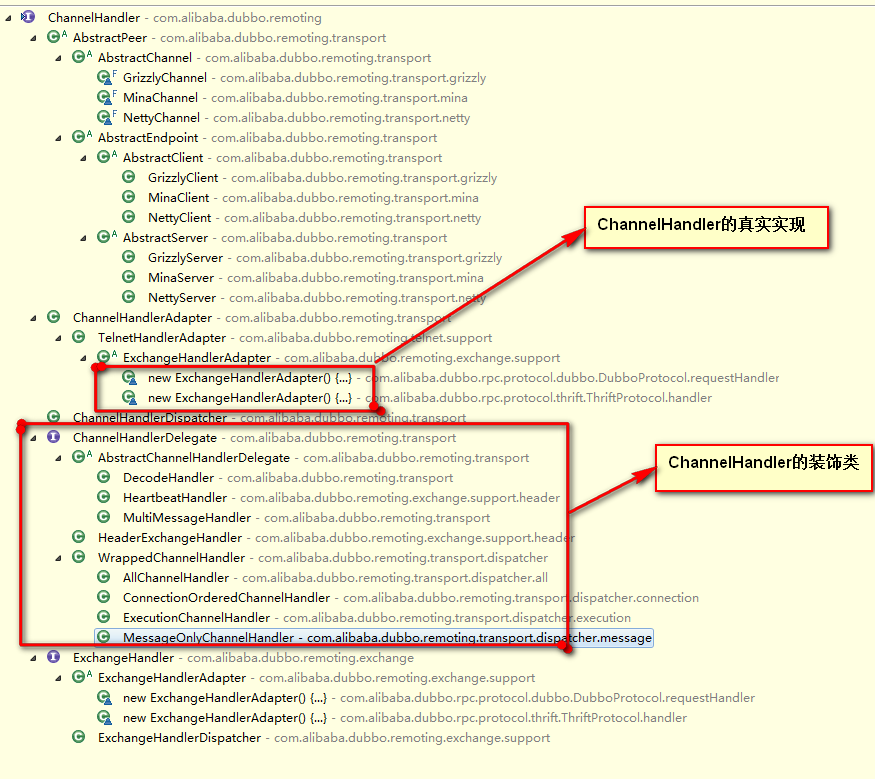 ChannelHandler - com.alibaba.dubbo.remoting
AbstractPeer - com.alibaba.dubbo.remoting.transport
AbstractChannel - com.alibaba.dubbo.remoting.transport
GrizzlyChannel - com.alibaba.dubbo.remoting.transport.grizzly
MinaChannel - com.alibaba.dubbo.remoting.transport.mina
NettyChannel - com.alibaba.dubbo.remoting.transport.netty
AbstractEndpoint - com.alibaba.dubbo.remoting.transport
AbstractClient - com.alibaba.dubbo.remoting.transport
GrizzlyClient - com.alibaba.dubbo.remoting.transport.grizzly
MinaClient - com.alibaba.dubbo.remoting.transport.mina
NettyClient - com.alibaba.dubbo.remoting.transport.netty
ChannelHandler的真实实现
AbstractServer - com.alibaba.dubbo.remoting.transport
GrizzlyServer - com.alibaba.dubbo.remoting.transport.grizzly
MinaServer - com.alibaba.dubbo.remoting.transport.mina
NettyServer - com.alibaba.dubbo.remoting.transport.netty
ChannelHandlerAdapter - com.alibaba.dubbo.remoting.transport
TelnetHandlerAdapter - com.alibaba.dubbo.remoting.telnet.support
ExchangeHandlerAdapter - com.alibaba.dubbo.remoting.exchange.support
new ExchangeHandlerAdapter() {...} - com.alibaba.dubbo.rpc.protocol.dubbo.DubboProtocol.requestHandler
new ExchangeHandlerAdapter() {...} - com.alibaba.dubbo.rpc.protocol.thrift.ThriftProtocol.handler
ChannelHandlerDispatcher - com.alibaba.dubbo.remoting.transport
ChannelHandlerDelegate - com.alibaba.dubbo.remoting.transport
AbstractChannelHandlerDelegate - com.alibaba.dubbo.remoting.transport
ChannelHandler的装饰类
DecodeHandler - com.alibaba.dubbo.remoting.transport
HeartbeatHandler - com.alibaba.dubbo.remoting.exchange.support.header
MultiMessageHandler - com.alibaba.dubbo.remoting.transport
HeaderExchangeHandler - com.alibaba.dubbo.remoting.exchange.support.header
WrappedChannelHandler - com.alibaba.dubbo.remoting.transport.dispatcher
AllChannelHandler - com.alibaba.dubbo.remoting.transport.dispatcher.all
ConnectionOrderedChannelHandler - com.alibaba.dubbo.remoting.transport.dispatcher.connection
ExecutionChannelHandler - com.alibaba.dubbo.remoting.transport.dispatcher.execution
MessageOnlyChannelHandler - com.alibaba.dubbo.remoting.transport.dispatcher.message
ExchangeHandler - com.alibaba.dubbo.remoting.exchange
ExchangeHandlerAdapter - com.alibaba.dubbo.remoting.exchange.support
new ExchangeHandlerAdapter() {...} - com.alibaba.dubbo.rpc.protocol.dubbo.DubboProtocol.requestHandler
new ExchangeHandlerAdapter() {...} - com.alibaba.dubbo.rpc.protocol.thrift.ThriftProtocol.handler
ExchangeHandlerDispatcher - com.alibaba.dubbo.remoting.exchange.support